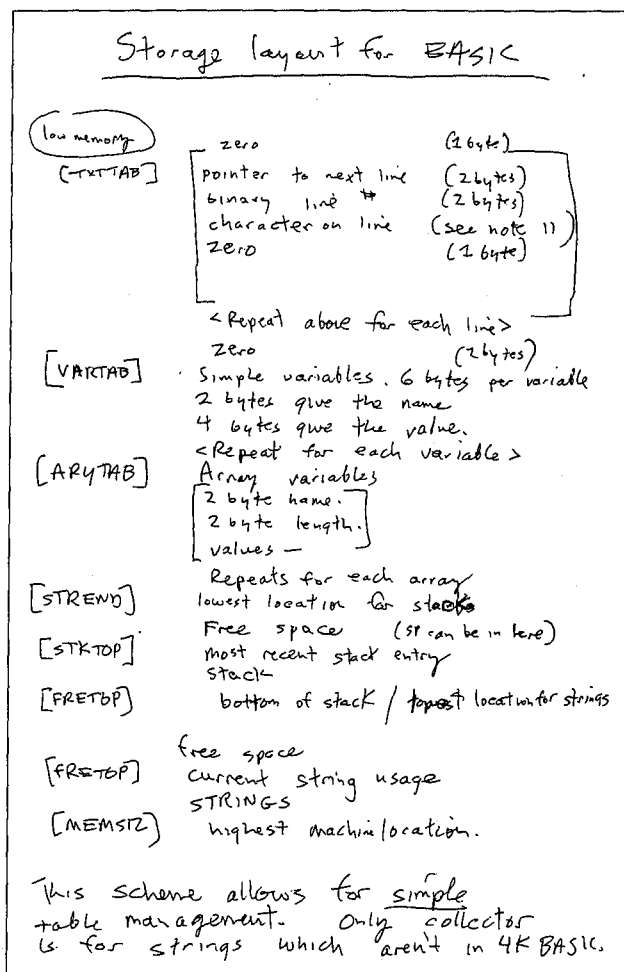 Storage layout for BASIC
low memory
zero (1 byte)
[TXTTAB]
pointer to next line (2 bytes)
binary line # (2 bytes)
character on line (see note 11)
zero (1 byte)
<Repeat above for each line>
zero (2 bytes)
[VARTAB] Simple variables. 6 bytes per variable
2 bytes give the name
4 bytes give the value.
<Repeat for each variable>
[ARYTAB] Array variables
2 byte name.
2 byte length.
values —
Repeats for each array
[STREND] lowest location for stack
Free space (SP can be in here)
[STKTOP] most recent stack entry
stack
[FRETOP] bottom of stack / location for strings
free space
[FRETOP] current string usage
STRINGS
[MEMSIZ] highest machine location.
This scheme allows for simple
table management. Only collector
is for strings which aren't in 4K BASIC.